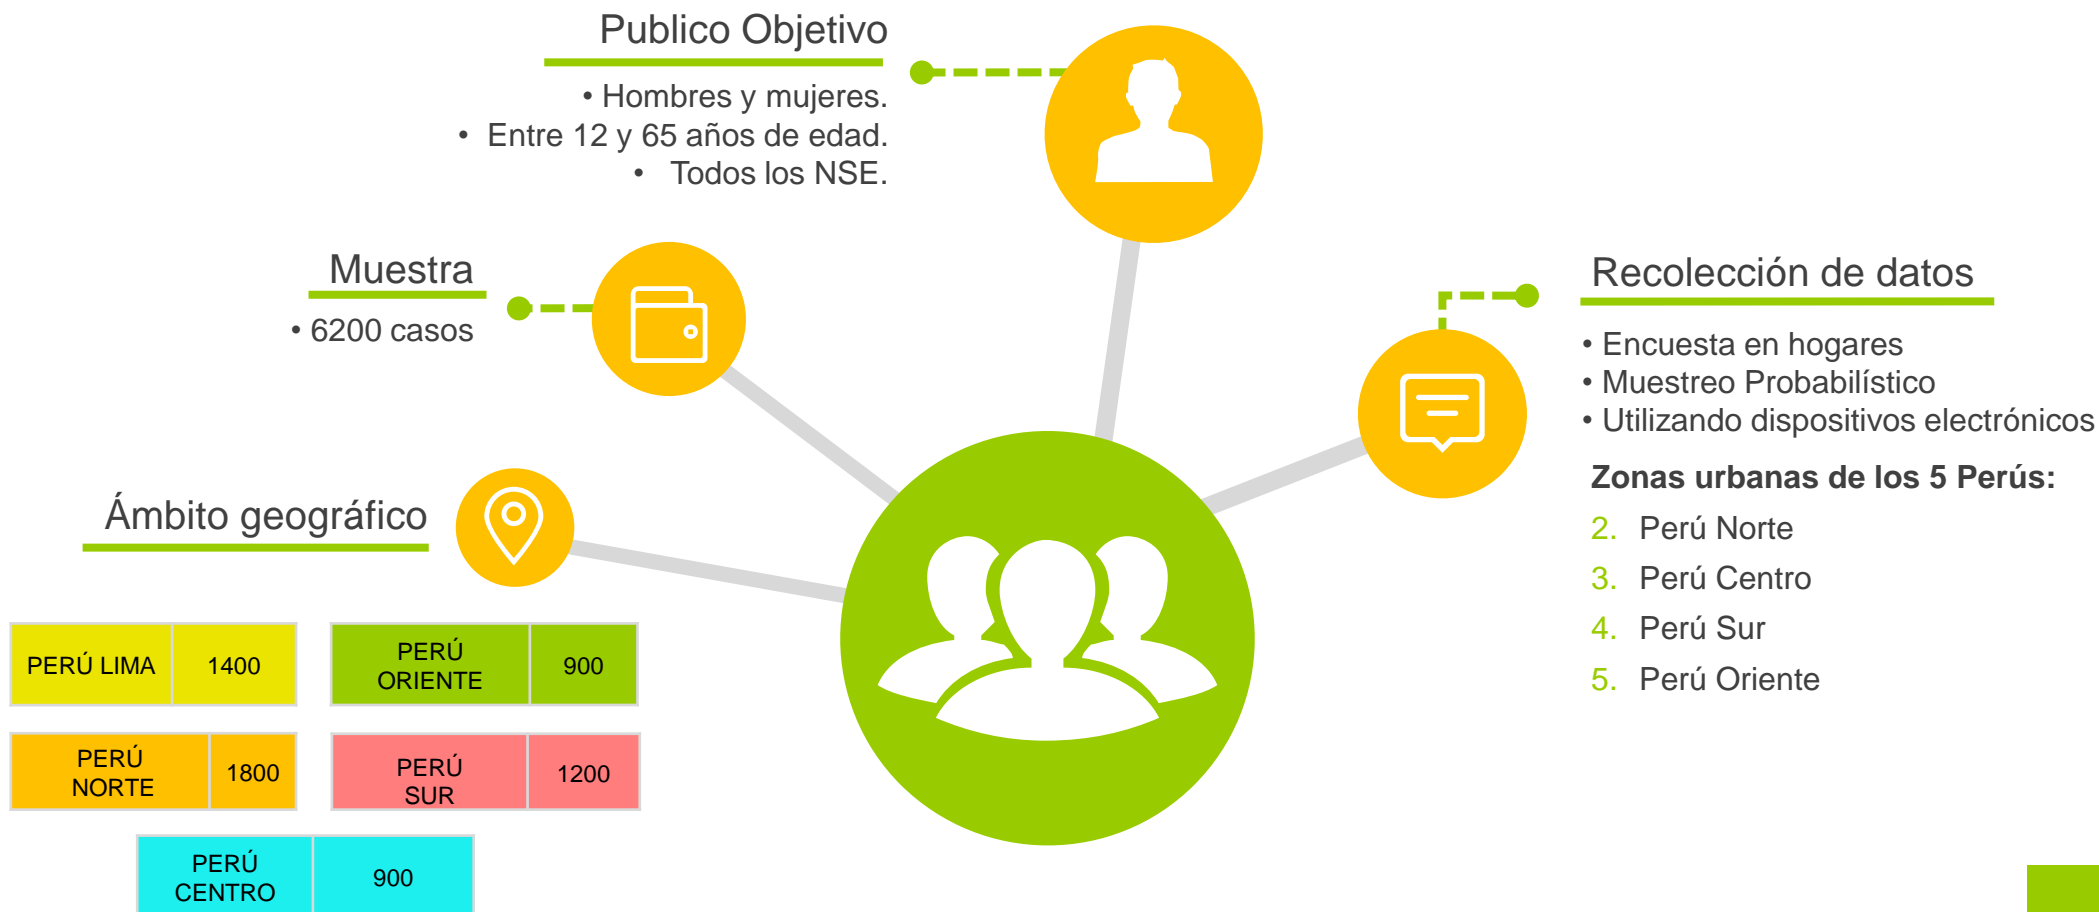 Publico Objetivo
• Hombres y mujeres.
• Entre 12 y 65 años de edad.
• Todos los NSE.
Muestra
• 6200 casos
Recolección de datos
• Encuesta en hogares
• Muestreo Probabilístico
• Utilizando dispositivos electrónicos
Zonas urbanas de los 5 Perús:
2. Perú Norte
3. Perú Centro
4. Perú Sur
5. Perú Oriente
Ámbito geográfico
PERÚ LIMA 1400
PERÚ
ORIENTE 900
PERÚ
NORTE 1800
PERÚ
SUR 1200
PERÚ
CENTRO 900